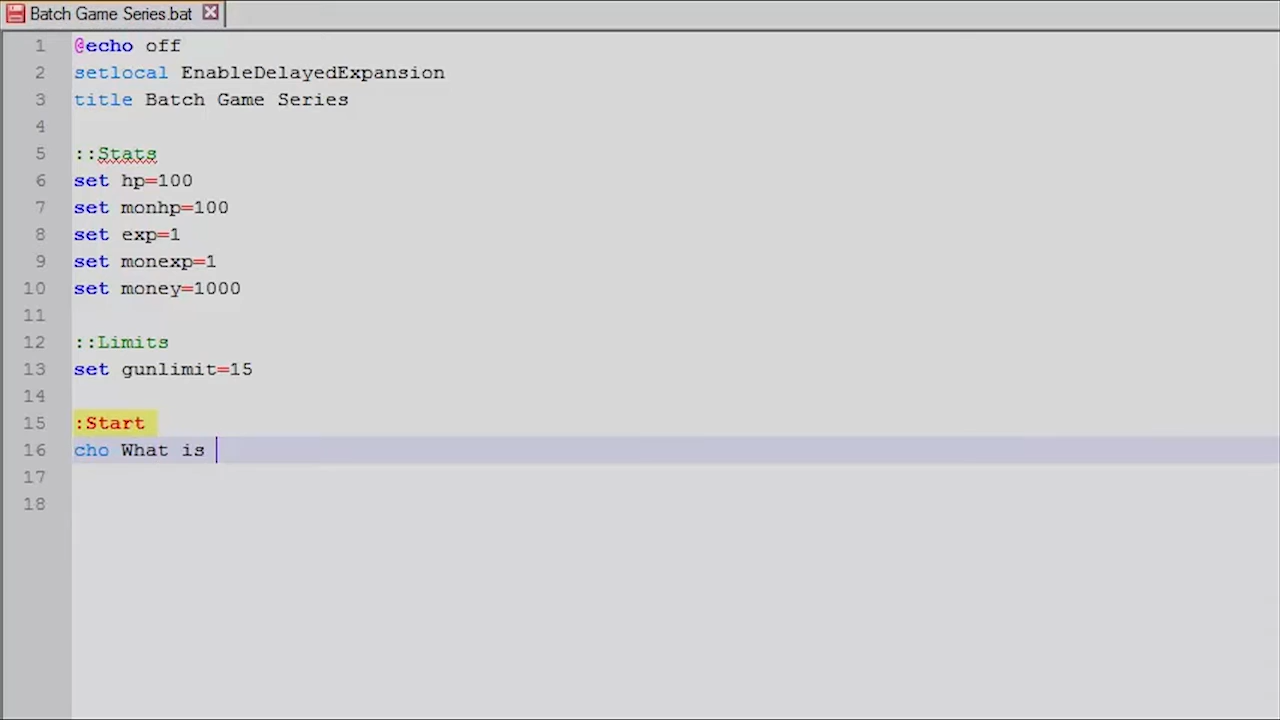 Batch Game Series.bat
1 @echo off
2 setlocal EnableDelayedExpansion
3 title Batch Game Series
4
5 ::Stats
6 set hp=100
7 set monhp=100
8 set exp=1
9 set monexp=1
10 set money=1000
11
12 ::Limits
13 set gunlimit=15
14
15 :Start
16 cho What is
17
18